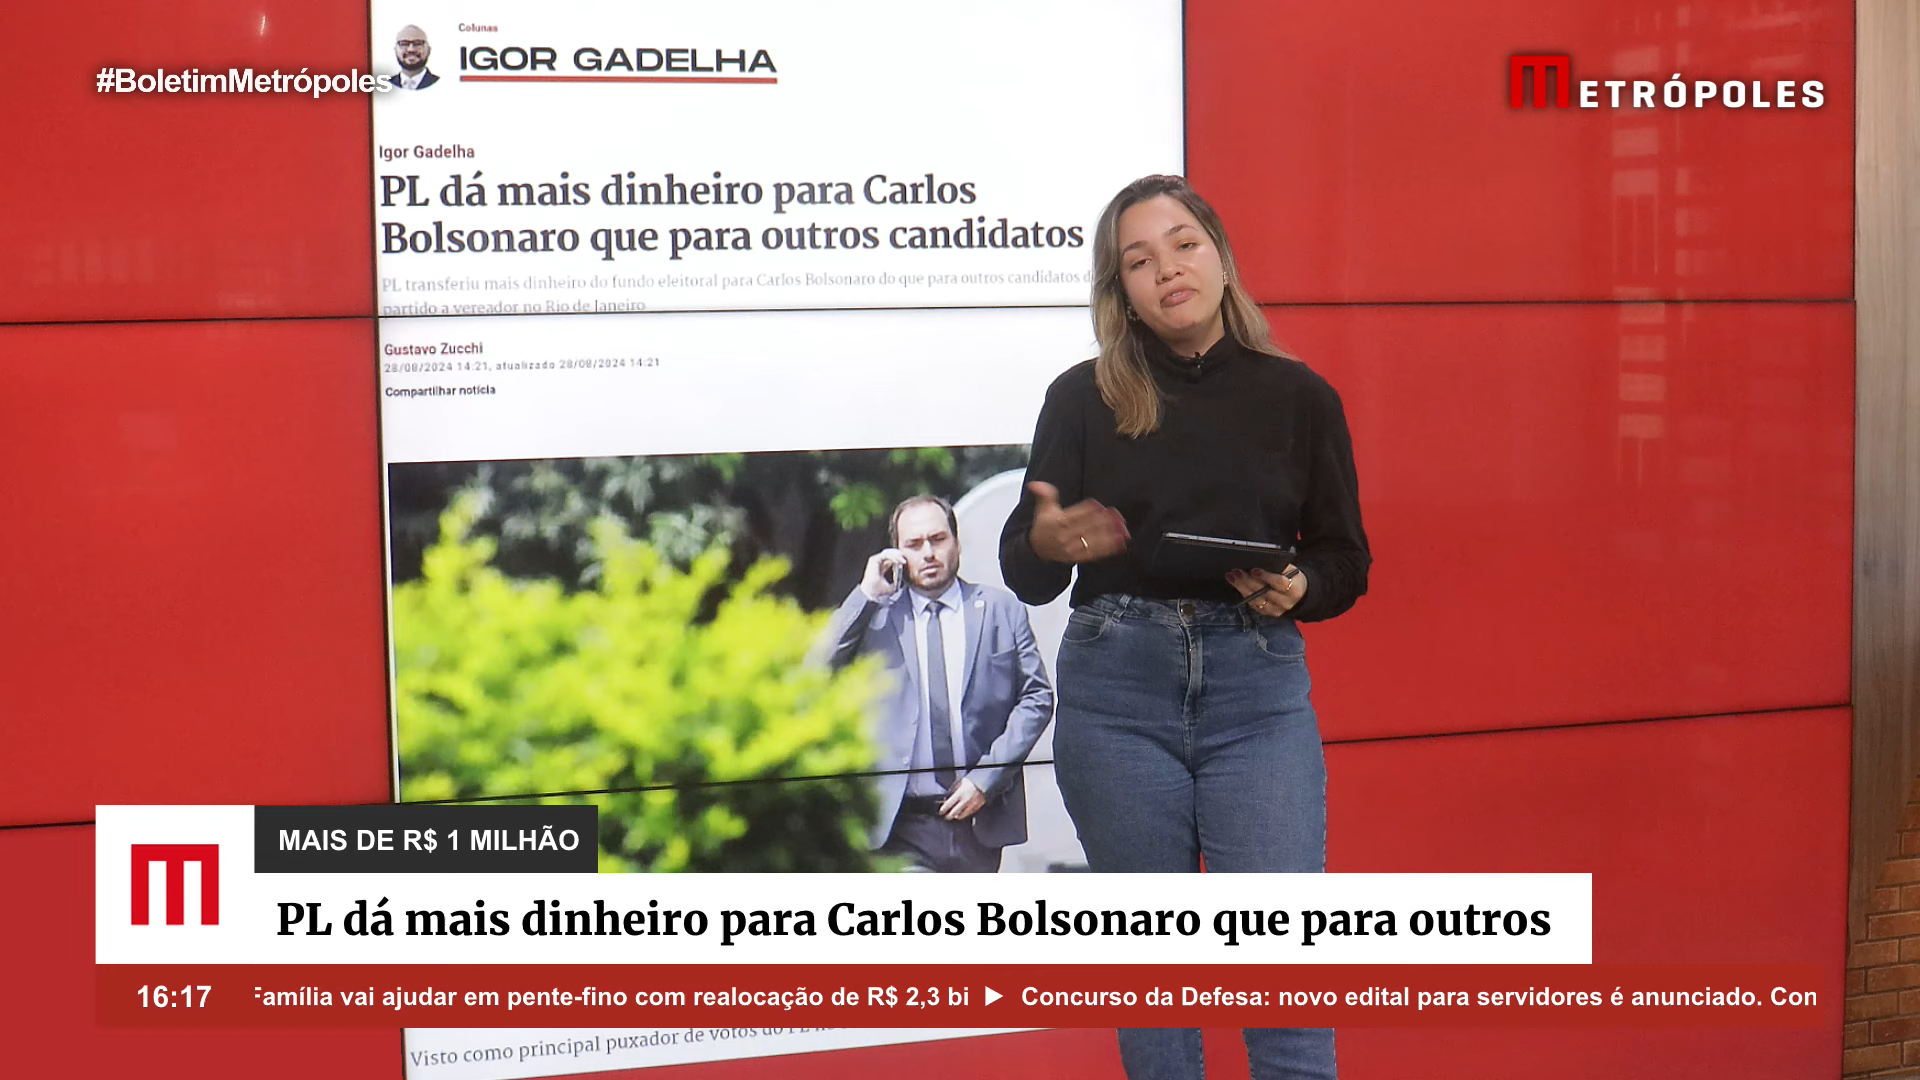 #BoletimMetrópoles
METRÓPOLES
Colunas
IGOR GADELHA
Igor Gadelha
PL dá mais dinheiro para Carlos
Bolsonaro que para outros candidatos
PL transferiu mais dinheiro do fundo eleitoral para Carlos Bolsonaro do que para outros candidatos
partido a vereador no Rio de Janeiro
Gustavo Zucchi
28/08/2024 14:21, atualizado 28/08/2024 14:21
Compartilhar notícia
MAIS DE R$ 1 MILHÃO
PL dá mais dinheiro para Carlos Bolsonaro que para outros
16:17 Família vai ajudar em pente-fino com realocação de R$ 2,3 bi ▶ Concurso da Defesa: novo edital para servidores é anunciado. Con
Visto como principal puxador de votos do PL